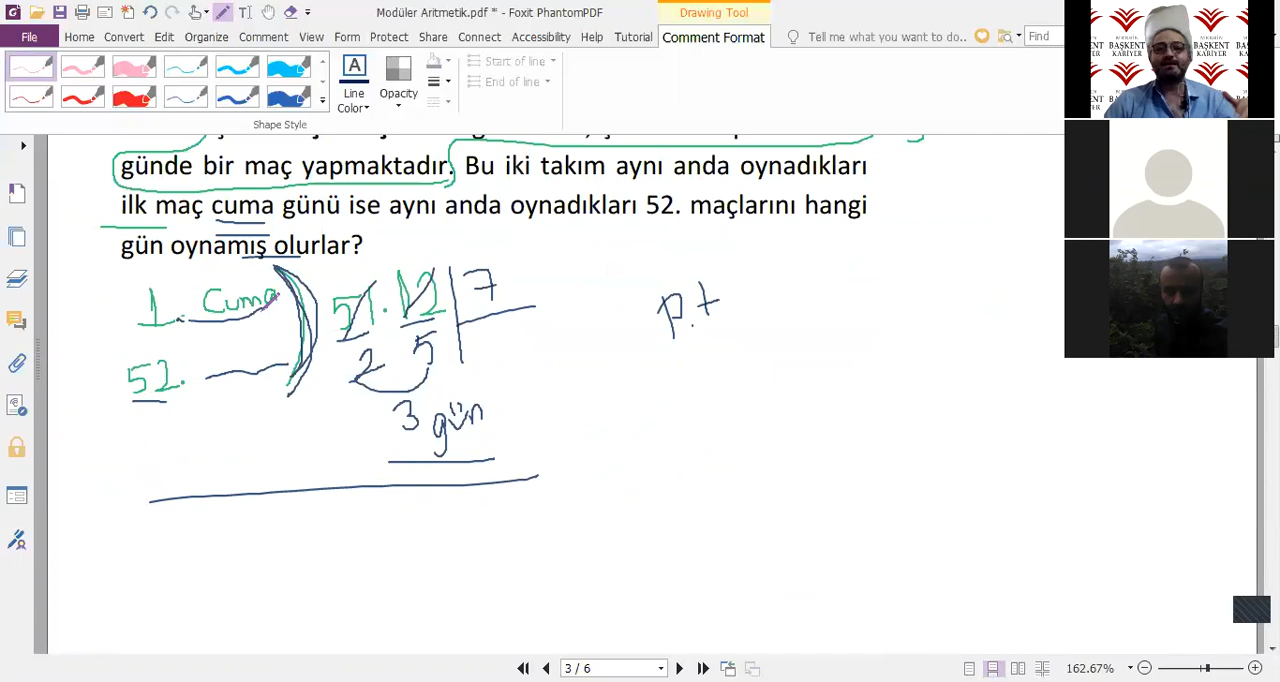 Modüler Aritmetik.pdf * - Foxit PhantomPDF
Drawing Tool
File Home Convert Edit Organize Comment View Form Protect Share Connect Accessibility Help Tutorial Comment Format Tell me what you want to do... Find
Line Color
Opacity
Start of line
End of line
Shape Style
BAŞKENT
KARİYER
günde bir maç yapmaktadır. Bu iki takım aynı anda oynadıkları
ilk maç cuma günü ise aynı anda oynadıkları 52. maçlarını hangi
gün oynamış olurlar?
1. Cuma 51.12 7
p.t
52. 2 5
3 gün
3 / 6
162.67%